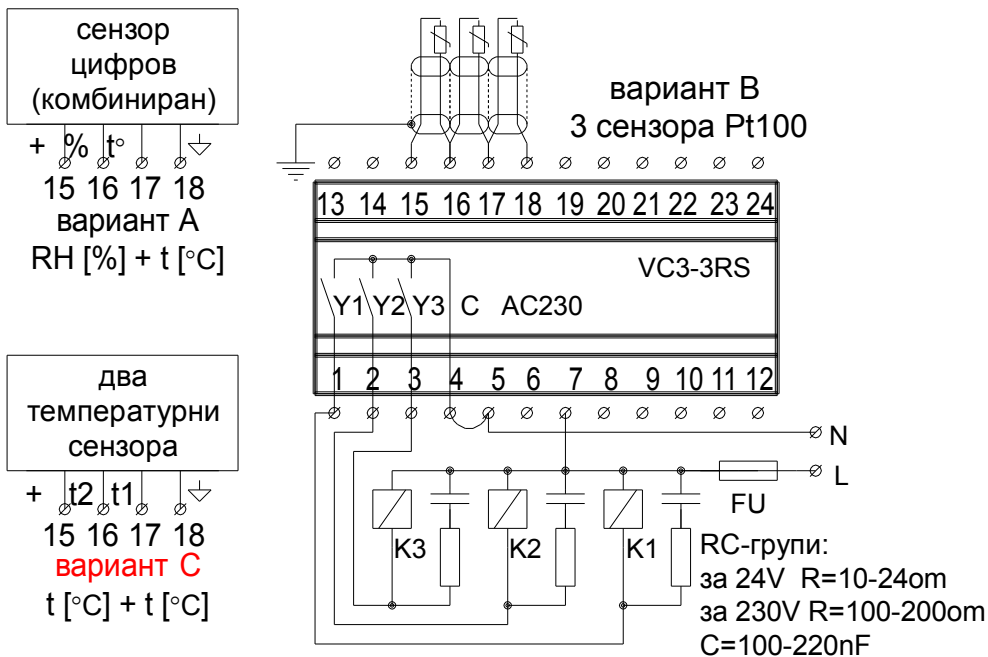 сензор
цифров
(комбиниран)
+ % t°
15 16 17 18
вариант А
RH [%] + t [°C]
два
температурни
сензора
+ t2 t1
15 16 17 18
вариант С
t [°C] + t [°C]
вариант В
3 сензора Pt100
13 14 15 16 17 18 19 20 21 22 23 24
VC3-3RS
Y1 Y2 Y3 C AC230
1 2 3 4 5 6 7 8 9 10 11 12
N
L
FU
K3 K2 K1
RC-групи:
за 24V R=10-24om
за 230V R=100-200om
C=100-220nF